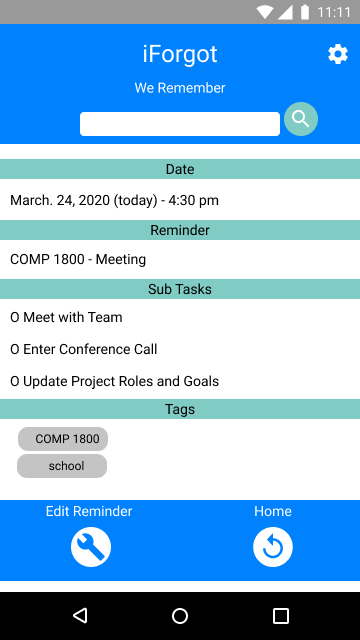 11:11
iForgot
We Remember
Date
March. 24, 2020 (today) - 4:30 pm
Reminder
COMP 1800 - Meeting
Sub Tasks
O Meet with Team
O Enter Conference Call
O Update Project Roles and Goals
Tags
COMP 1800
school
Edit Reminder Home